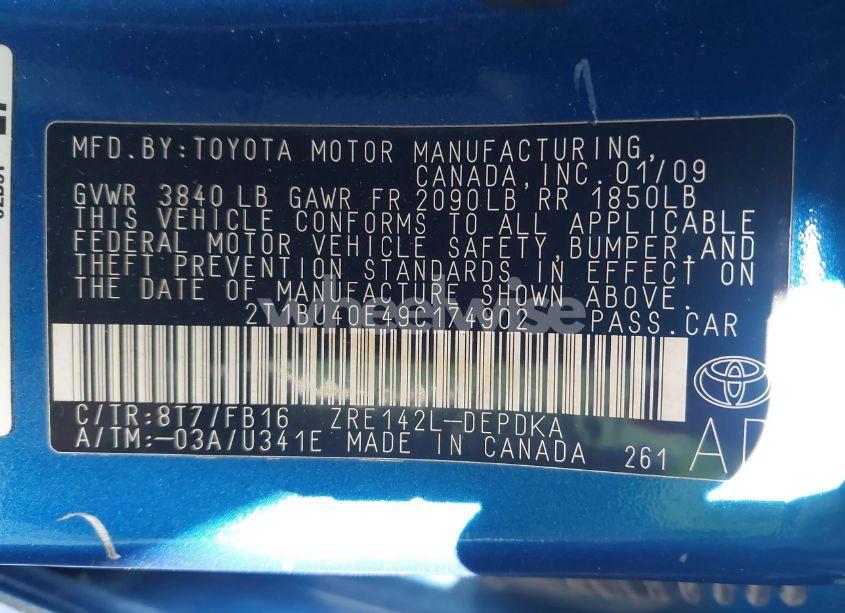 MFD.BY:TOYOTA MOTOR MANUFACTURING,
CANADA,INC.01/09
GVWR 3840 LB GAWR FR 2090LB RR 1850LB
THIS VEHICLE CONFORMS TO ALL APPLICABLE
FEDERAL MOTOR VEHICLE SAFETY,BUMPER,AND
THEFT PREVENTION STANDARDS IN EFFECT ON
THE DATE OF MANUFACTURE SHOWN ABOVE.
wheelwise
PASS.CAR
C/TR:8T7/FB16 ZRE142L-DEPDKA
A/TM:-03A/U341E MADE IN CANADA 261